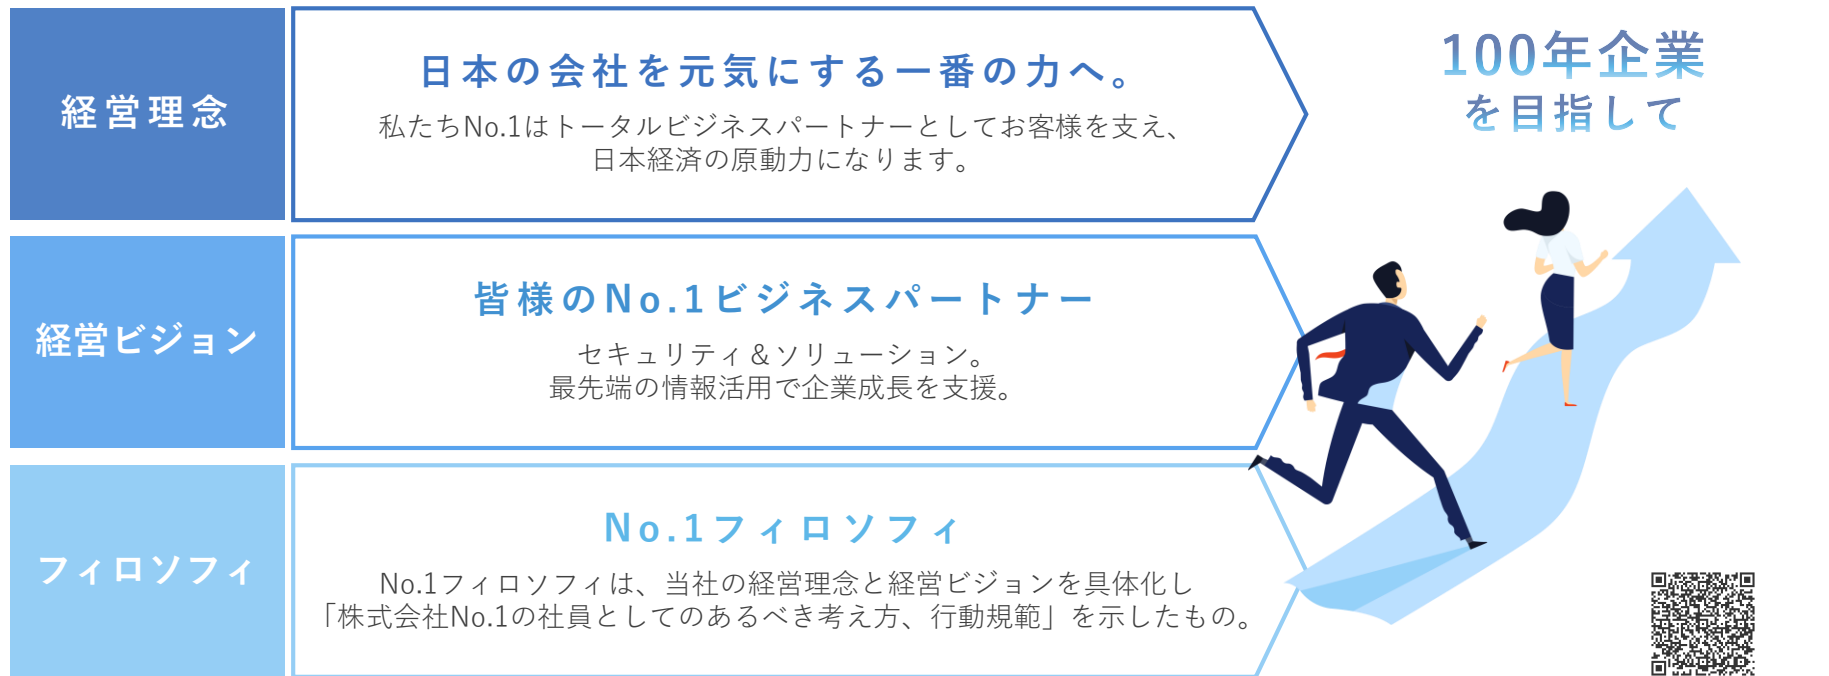 経営理念
日本の会社を元気にする一番の力へ。
私たちNo.1はトータルビジネスパートナーとしてお客様を支え、
日本経済の原動力になります。
100年企業
を目指して
経営ビジョン
皆様のNo.1ビジネスパートナー
セキュリティ＆ソリューション。
最先端の情報活用で企業成長を支援。
フィロソフィ
No.1フィロソフィ
No.1フィロソフィは、当社の経営理念と経営ビジョンを具体化し
「株式会社No.1の社員としてのあるべき考え方、行動規範」を示したもの。